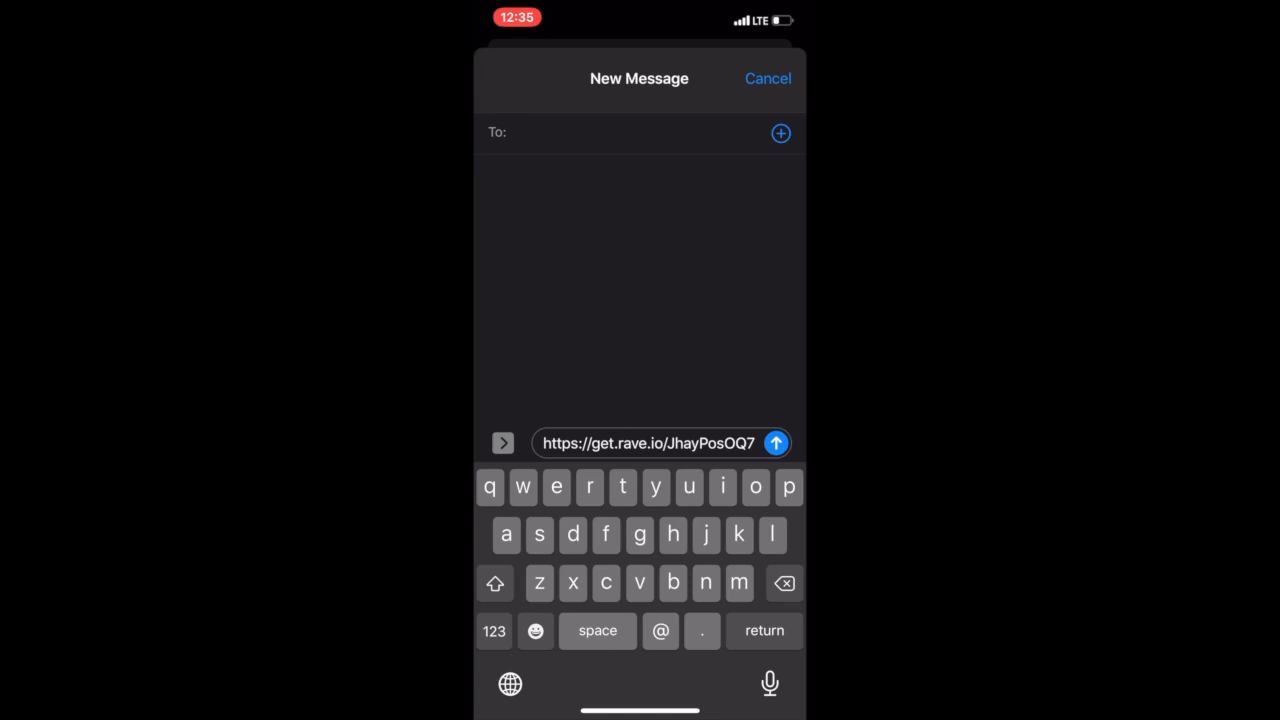 12:35
LTE
New Message
Cancel
To:
https://get.rave.io/JhayPosOQ7
q w e r t y u i o p
a s d f g h j k l
z x c v b n m
123 space @ . return